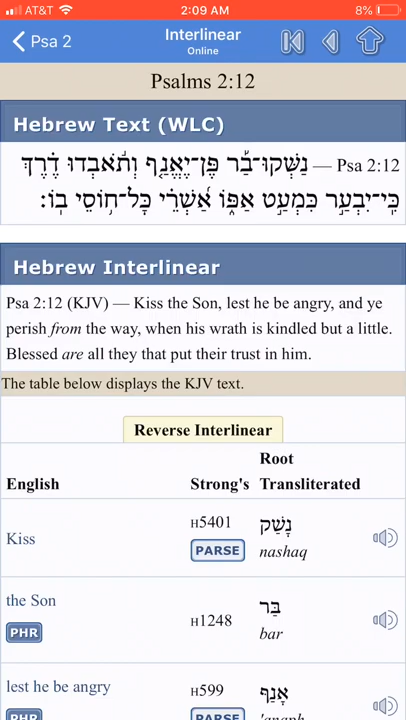 AT&T 2:09 AM 8%
Psa 2 Interlinear
Online
Psalms 2:12
Hebrew Text (WLC)
Psa 2:12 — נַשְּׁקוּ־בַ֡ר פֶּן־יֶאֱנַ֤ף וְתֹ֬אבְדוּ דֶ֗רֶךְ
כִּֽי־יִבְעַ֣ר כִּמְעַ֣ט אַפּ֑וֹ אַ֝שְׁרֵ֗י כָּל־ח֥וֹסֵי בֽוֹ׃
Hebrew Interlinear
Psa 2:12 (KJV) — Kiss the Son, lest he be angry, and ye
perish from the way, when his wrath is kindled but a little.
Blessed are all they that put their trust in him.
The table below displays the KJV text.
Reverse Interlinear
English Strong's Root
Transliterated
Kiss H5401 נָשַׁק
PARSE nashaq
the Son H1248 בַּר
PHR bar
lest he be angry H599 אָנַף
PHR PARSE 'anaph